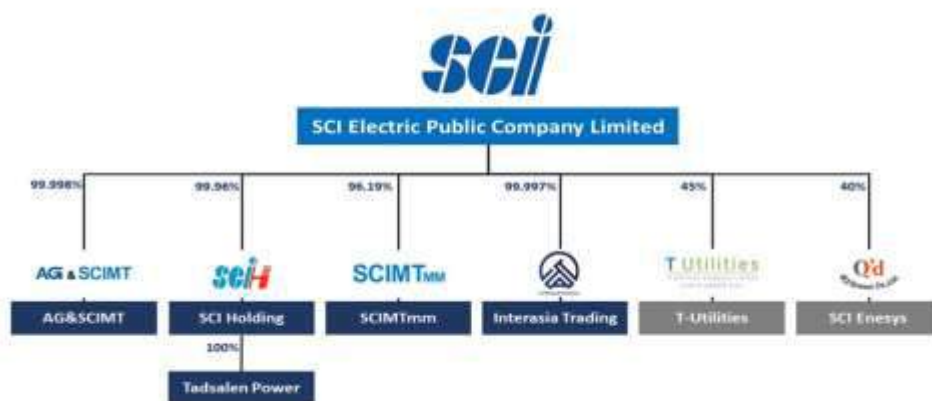 sci
SCI Electric Public Company Limited
99.998%
99.96%
96.19%
99.997%
45%
40%
AG & SCIMT
sciH
SCIMTMM
T Utilities
Q'd
AG&SCIMT
SCI Holding
SCIMTmm
Interasia Trading
T-Utilities
SCI Enesys
100%
Tadsalen Power